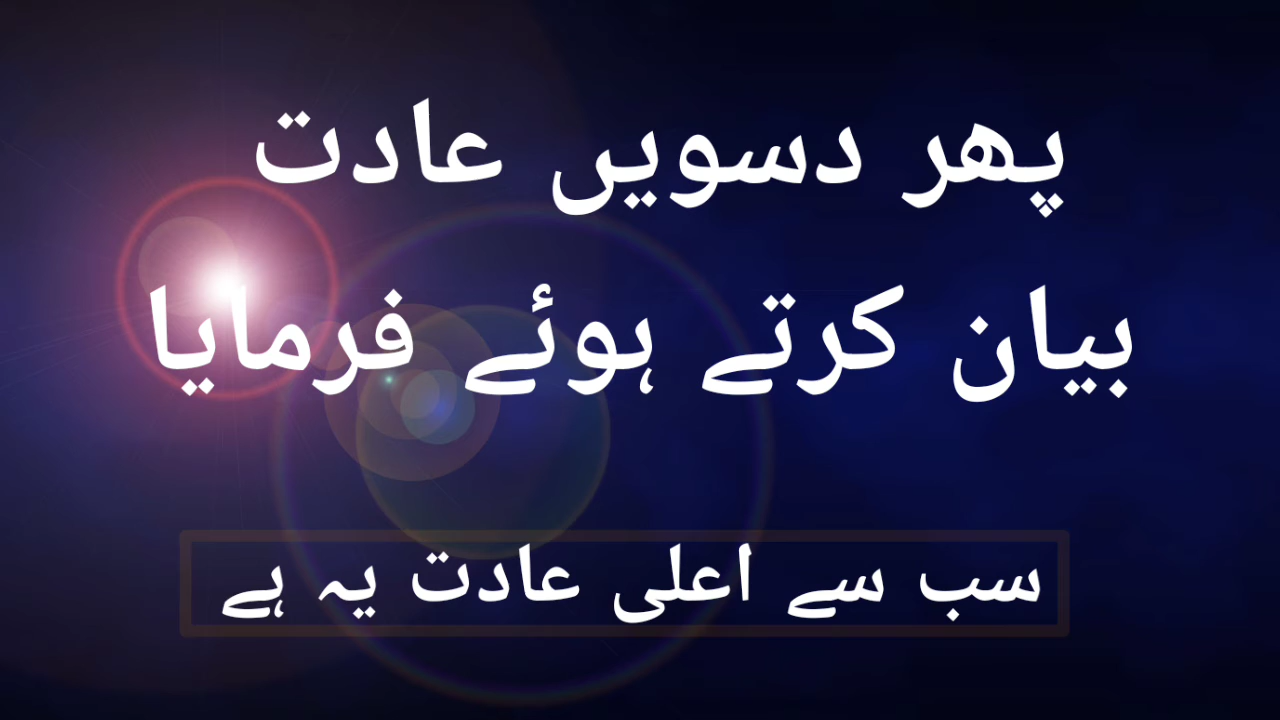 پھر دسویں عادت
بیان کرتے ہوئے فرمایا
سب سے اعلی عادت یہ ہے